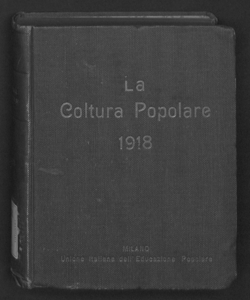 La
Coltura Popolare
1918
MILANO
Unione Italiana dell'Educazione Popolare